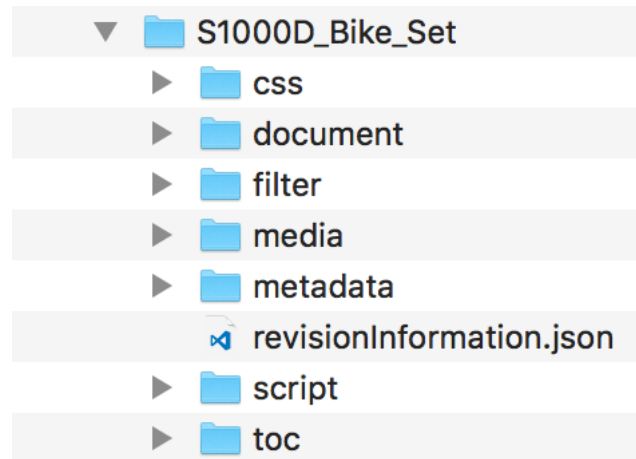 S1000D_Bike_Set
css
document
filter
media
metadata
revisionInformation.json
script
toc